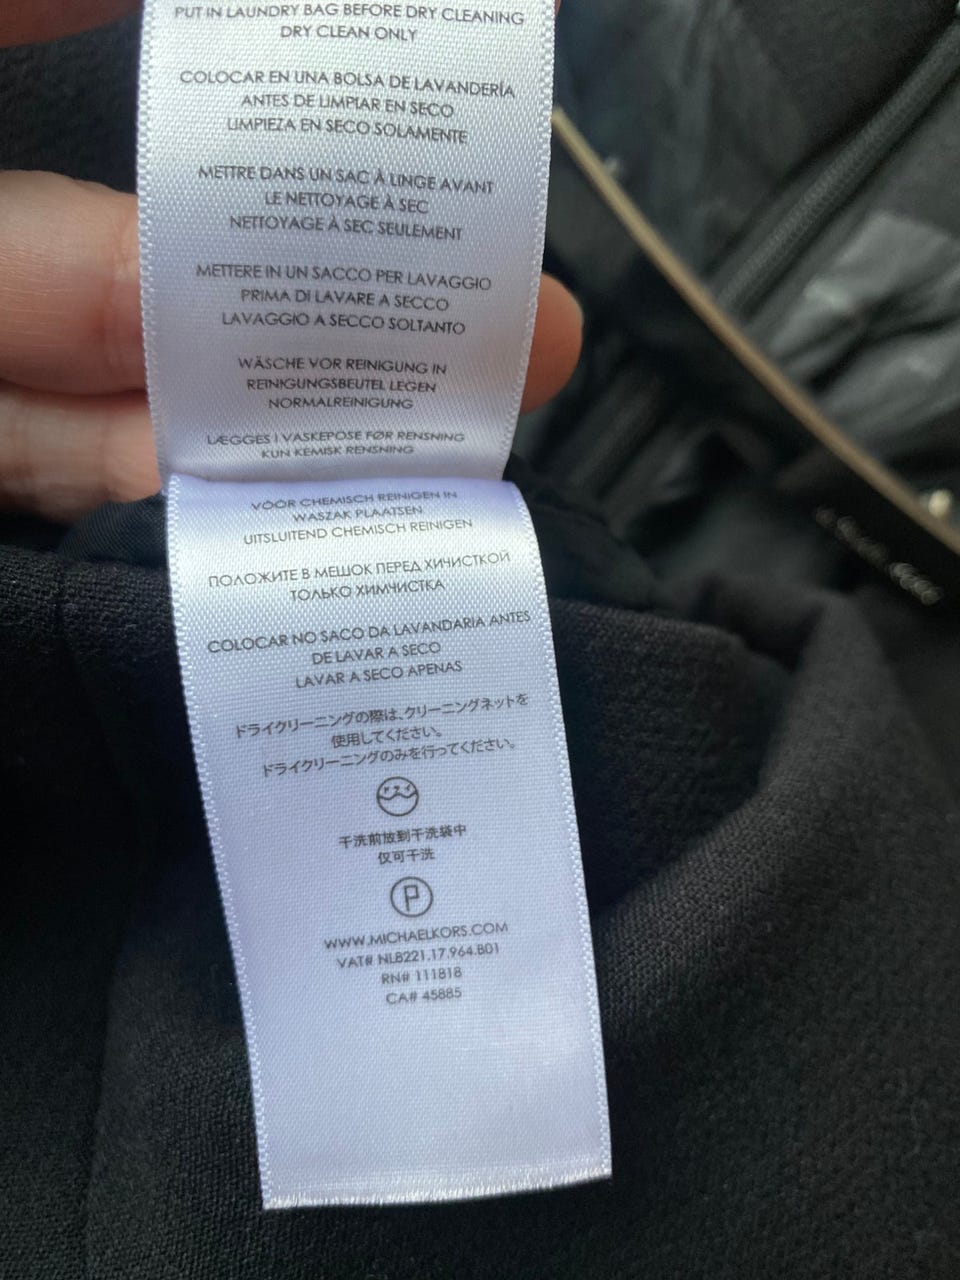 PUT IN LAUNDRY BAG BEFORE DRY CLEANING
DRY CLEAN ONLY
COLOCAR EN UNA BOLSA DE LAVANDERÍA
ANTES DE LIMPIAR EN SECO
LIMPIEZA EN SECO SOLAMENTE
METTRE DANS UN SAC À LINGE AVANT
LE NETTOYAGE À SEC
NETTOYAGE À SEC SEULEMENT
METTERE IN UN SACCO PER LAVAGGIO
PRIMA DI LAVARE A SECCO
LAVAGGIO A SECCO SOLTANTO
WÄSCHE VOR REINIGUNG IN
REINIGUNGSBEUTEL LEGEN
NORMALREINIGUNG
LÆGGES I VASKEPOSE FØR RENSNING
KUN KEMISK RENSNING
VÓÓR CHEMISCH REINIGEN IN
WASZAK PLAATSEN
UITSLUITEND CHEMISCH REINIGEN
ПОЛОЖИТЕ В МЕШОК ПЕРЕД ХИЧИСТКОЙ
ТОЛЬКО ХИМЧИСТКА
COLOCAR NO SACO DA LAVANDARIA ANTES
DE LAVAR A SECO
LAVAR A SECO APENAS
ドライクリーニングの際は、クリーニングネットを
使用してください。
ドライクリーニングのみを行ってください。
干洗前放到干洗袋中
仅可干洗
P
WWW.MICHAELKORS.COM
VAT# NL8221.17.964.B01
RN# 111818
CA# 45885